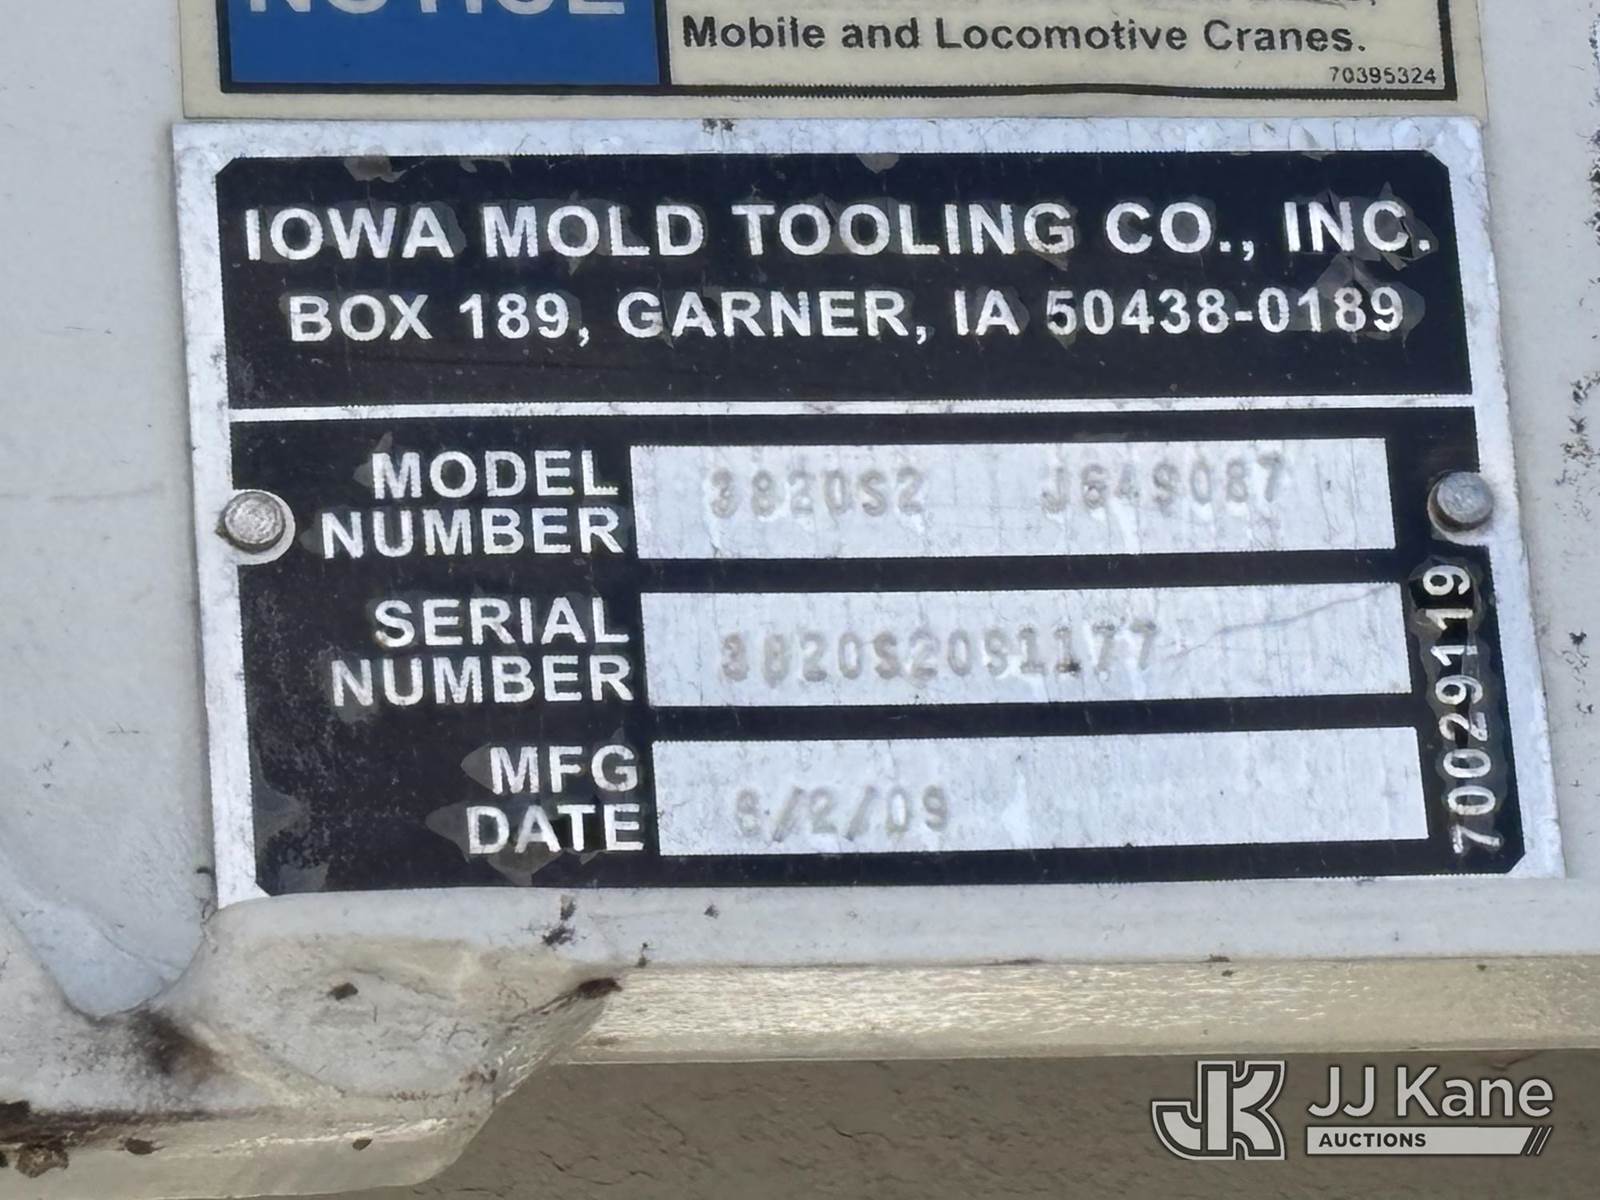 NOTICE
Mobile and Locomotive Cranes.
70395324
IOWA MOLD TOOLING CO., INC.
BOX 189, GARNER, IA 50438-0189
MODEL NUMBER 3820S2
SERIAL NUMBER
MFG DATE
70029119
JJ Kane
AUCTIONS